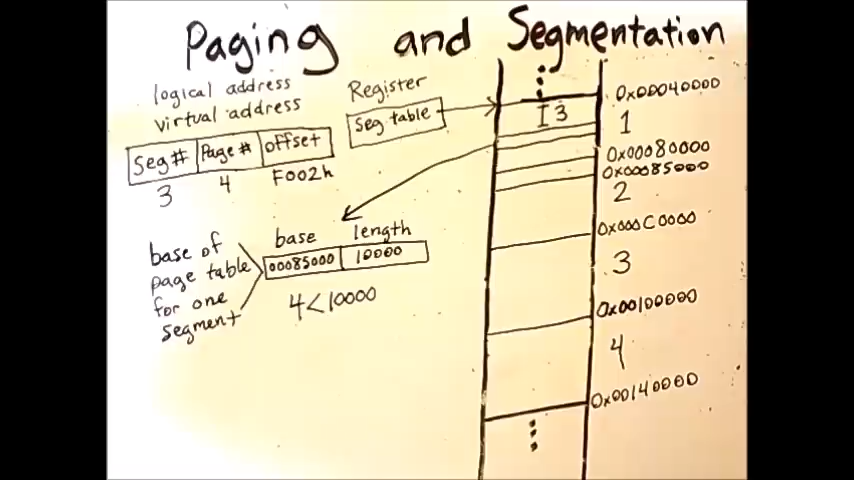 Paging and Segmentation
logical address
virtual address
Seg# Page# offset
3 4 F002h
Register
Seg table
base length
00085000 10000
base of
page table
for one
segment
4<10000
I3
0x00040000
1
0x00080000
0x00085000
2
0x000C0000
3
0x00100000
4
0x00140000